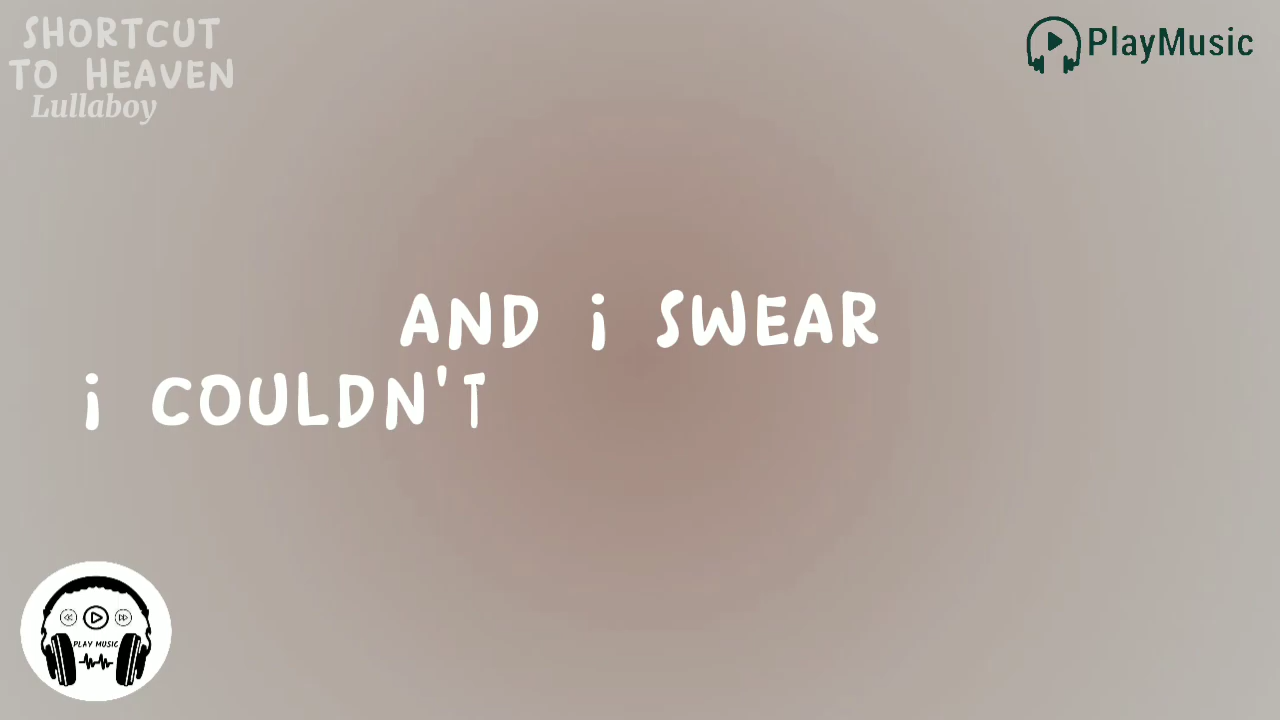 SHORTCUT
TO HEAVEN
Lullaboy
PlayMusic
AND i SWEAR
i COULDN'T
PLAY MUSIC